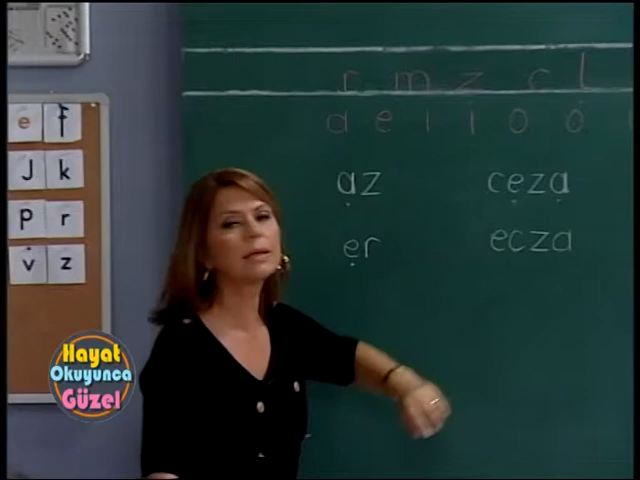 r m z c l
d e ı i o ö
az ceza
er ecza
e f
J k
p r
v z
Hayat
Okuyunca
Güzel